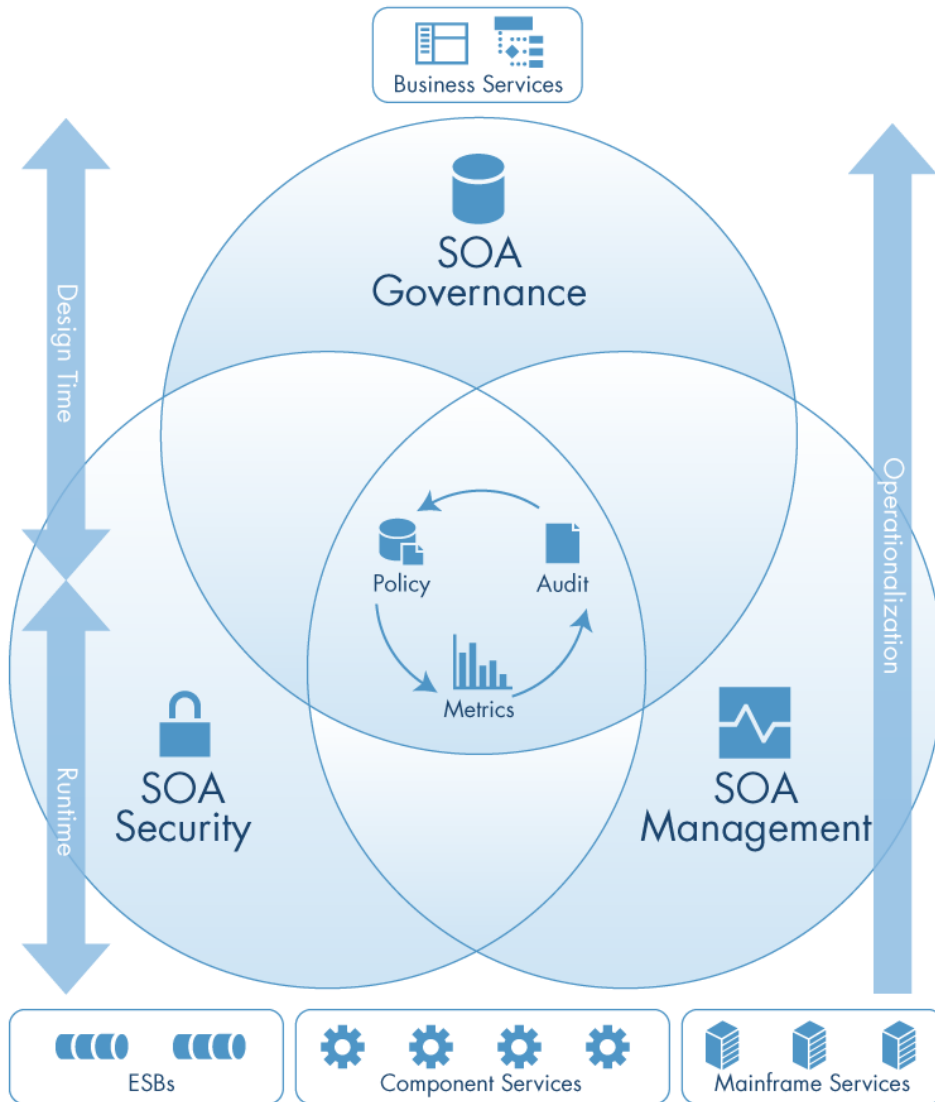 Business Services
SOA
Governance
Design Time
Operationalization
Policy
Audit
Metrics
SOA
Security
SOA
Management
Runtime
ESBs
Component Services
Mainframe Services